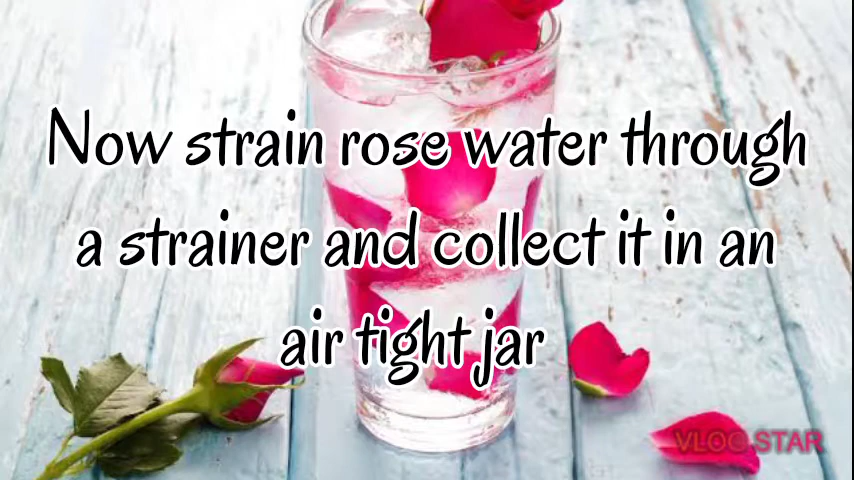 Now strain rose water through
a strainer and collect it in an
air tight jar
VLOG STAR